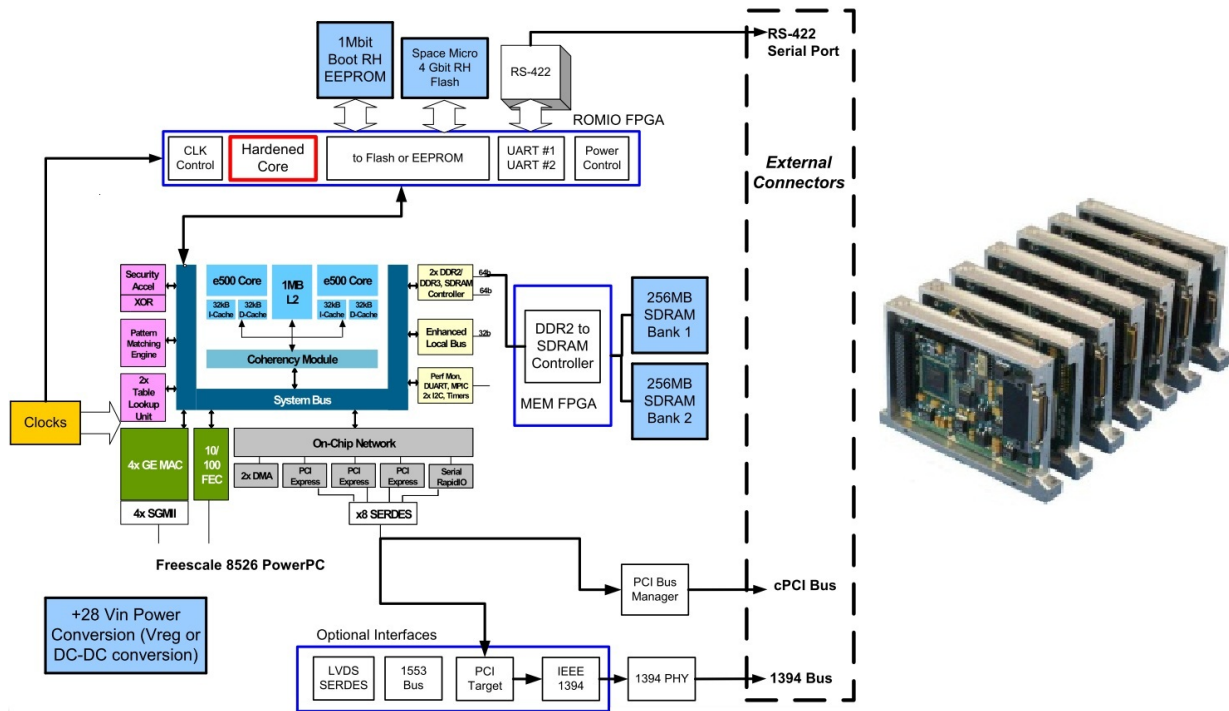 1Mbit
Boot RH
EEPROM
Space Micro
4 Gbit RH
Flash
RS-422
RS-422
Serial Port
ROMIO FPGA
CLK
Control
Hardened
Core
to Flash or EEPROM
UART #1
UART #2
Power
Control
External
Connectors
Security
Accel
XOR
Pattern
Matching
Engine
2x
Table
Lookup
Unit
e500 Core
32kB
I-Cache
32kB
D-Cache
1MB
L2
e500 Core
32kB
I-Cache
32kB
D-Cache
Coherency Module
System Bus
2x DDR2/
DDR3, SDRAM
Controller
64b
64b
Enhanced
Local Bus
32b
Perf Mon,
DUART, MPIC
2x I2C, Timers
DDR2 to
SDRAM
Controller
MEM FPGA
256MB
SDRAM
Bank 1
256MB
SDRAM
Bank 2
Clocks
4x GE MAC
10/
100
FEC
4x SGMII
On-Chip Network
2x DMA
PCI
Express
PCI
Express
PCI
Express
Serial
RapidIO
x8 SERDES
Freescale 8526 PowerPC
PCI Bus
Manager
cPCI Bus
+28 Vin Power
Conversion (Vreg or
DC-DC conversion)
Optional Interfaces
LVDS
SERDES
1553
Bus
PCI
Target
IEEE
1394
1394 PHY
1394 Bus